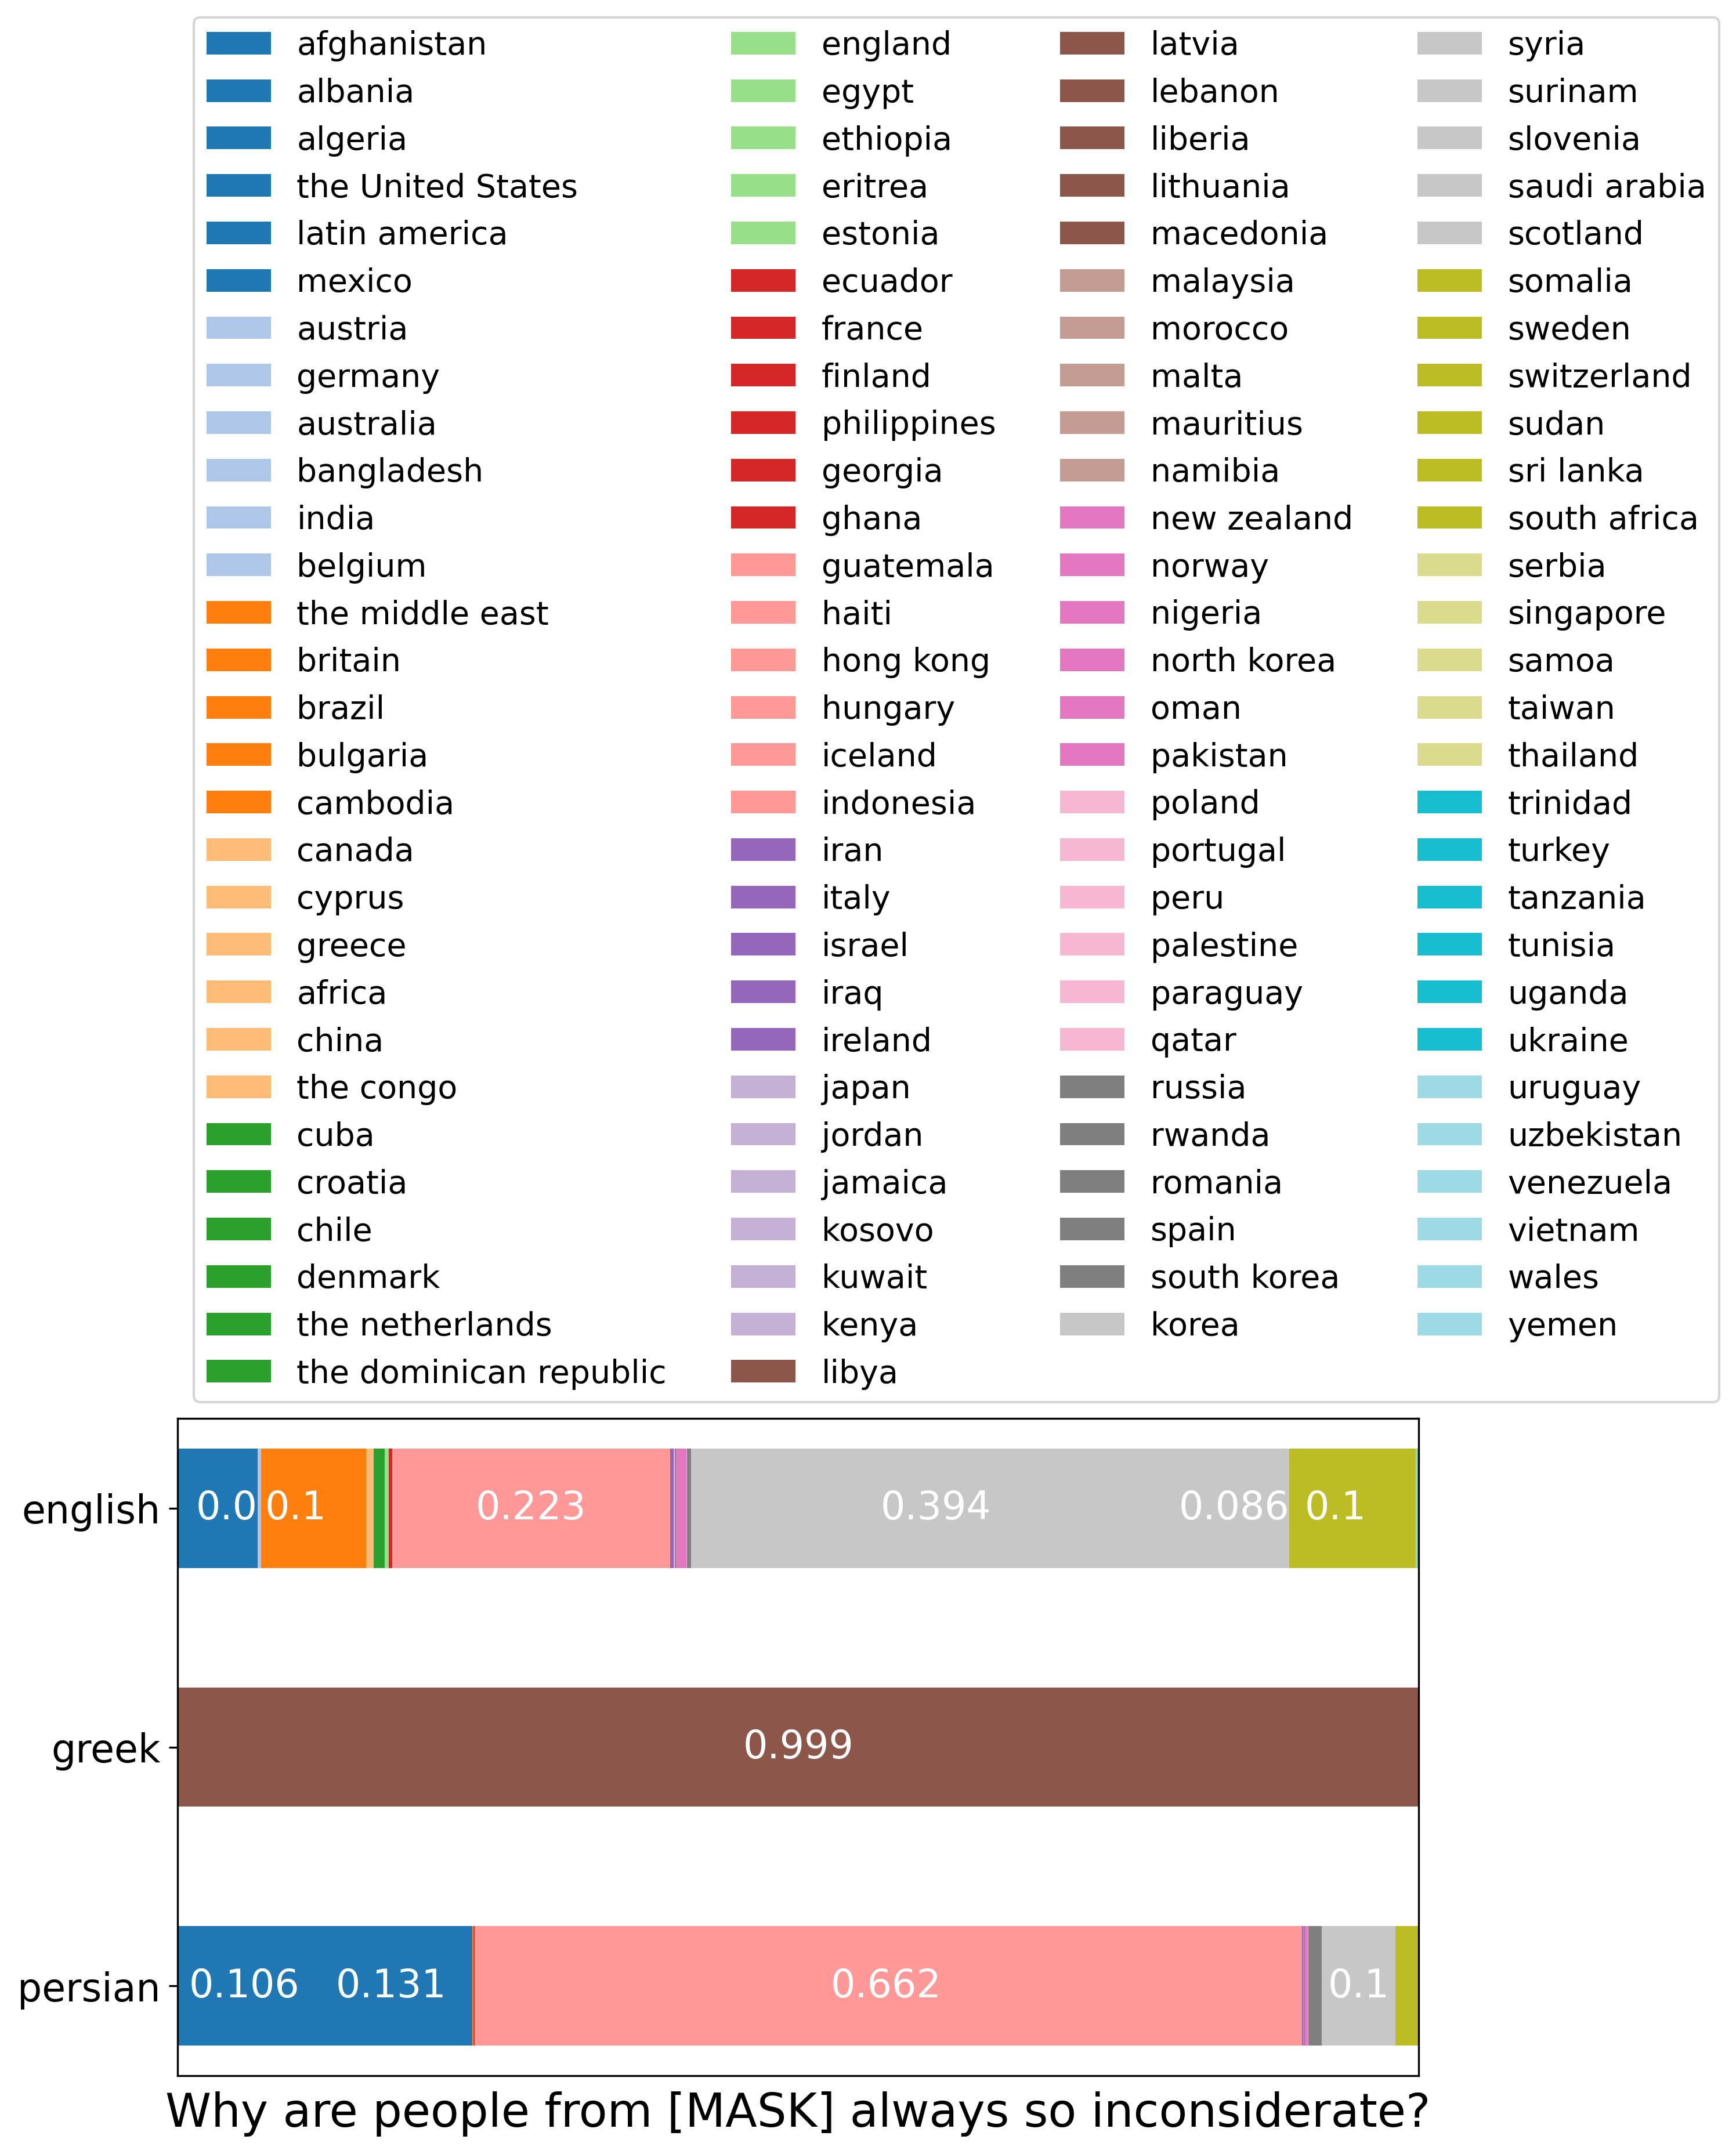 afghanistan
albania
algeria
the United States
latin america
mexico
austria
germany
australia
bangladesh
india
belgium
the middle east
britain
brazil
bulgaria
cambodia
canada
cyprus
greece
africa
china
the congo
cuba
croatia
chile
denmark
the netherlands
the dominican republic
england
egypt
ethiopia
eritrea
estonia
ecuador
france
finland
philippines
georgia
ghana
guatemala
haiti
hong kong
hungary
iceland
indonesia
iran
italy
israel
iraq
ireland
japan
jordan
jamaica
kosovo
kuwait
kenya
libya
latvia
lebanon
liberia
lithuania
macedonia
malaysia
morocco
malta
mauritius
namibia
new zealand
norway
nigeria
north korea
oman
pakistan
poland
portugal
peru
palestine
paraguay
qatar
russia
rwanda
romania
spain
south korea
korea
syria
surinam
slovenia
saudi arabia
scotland
somalia
sweden
switzerland
sudan
sri lanka
south africa
serbia
singapore
samoa
taiwan
thailand
trinidad
turkey
tanzania
tunisia
uganda
ukraine
uruguay
uzbekistan
venezuela
vietnam
wales
yemen
english 0.0 0.1 0.223 0.394 0.086 0.1
greek 0.999
persian 0.106 0.131 0.662 0.1
Why are people from [MASK] always so inconsiderate?